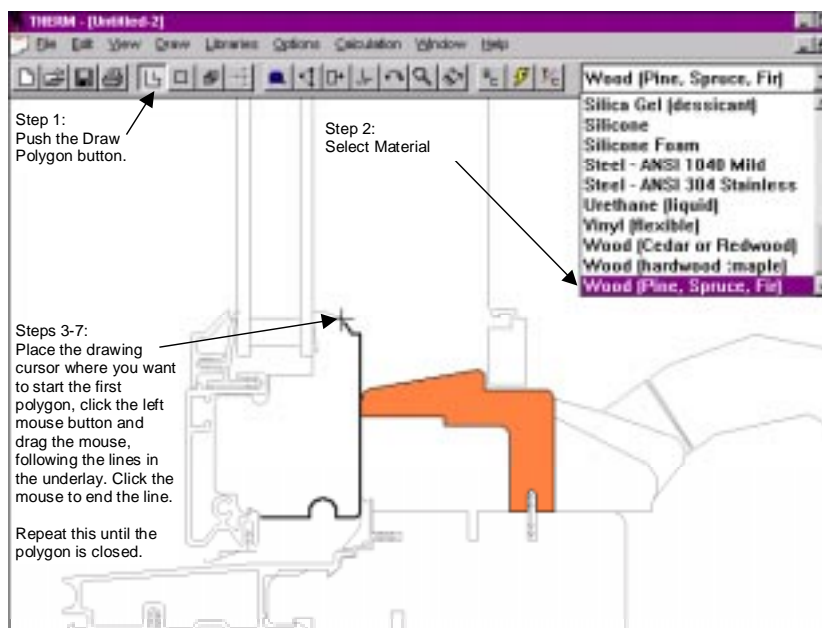 THERM - [Untitled-2]
File Edit View Draw Libraries Options Calculation Window Help
Wood (Pine, Spruce, Fir)
Silica Gel (dessicant)
Silicone
Silicone Foam
Steel - ANSI 1040 Mild
Steel - ANSI 304 Stainless
Urethane (liquid)
Vinyl (flexible)
Wood (Cedar or Redwood)
Wood (hardwood :maple)
Wood (Pine, Spruce, Fir)
Step 1:
Push the Draw
Polygon button.
Step 2:
Select Material
Steps 3-7:
Place the drawing
cursor where you want
to start the first
polygon, click the left
mouse button and
drag the mouse,
following the lines in
the underlay. Click the
mouse to end the line.
Repeat this until the
polygon is closed.